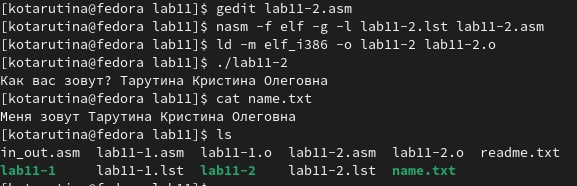 [kotarutina@fedora lab11]$ gedit lab11-2.asm
[kotarutina@fedora lab11]$ nasm -f elf -g -l lab11-2.lst lab11-2.asm
[kotarutina@fedora lab11]$ ld -m elf_i386 -o lab11-2 lab11-2.o
[kotarutina@fedora lab11]$ ./lab11-2
Как вас зовут? Тарутина Кристина Олеговна
[kotarutina@fedora lab11]$ cat name.txt
Меня зовут Тарутина Кристина Олеговна
[kotarutina@fedora lab11]$ ls
in_out.asm lab11-1.asm lab11-1.o lab11-2.asm lab11-2.o readme.txt
lab11-1 lab11-1.lst lab11-2 lab11-2.lst name.txt